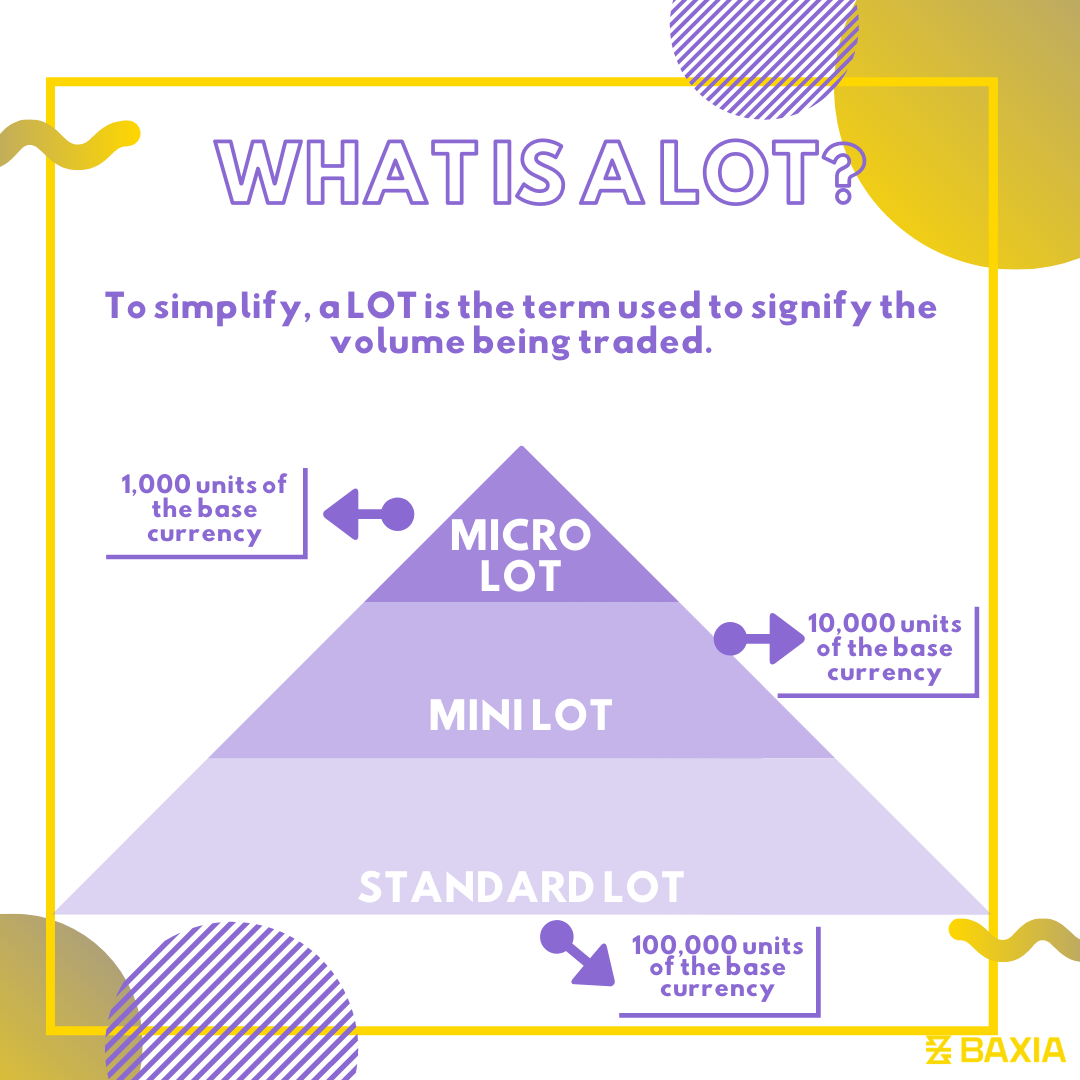 WHAT IS A LOT?
To simplify, a LOT is the term used to signify the
volume being traded.
1,000 units of
the base
currency
MICRO
LOT
10,000 units
of the base
currency
MINI LOT
STANDARD LOT
100,000 units
of the base
currency
BAXIA